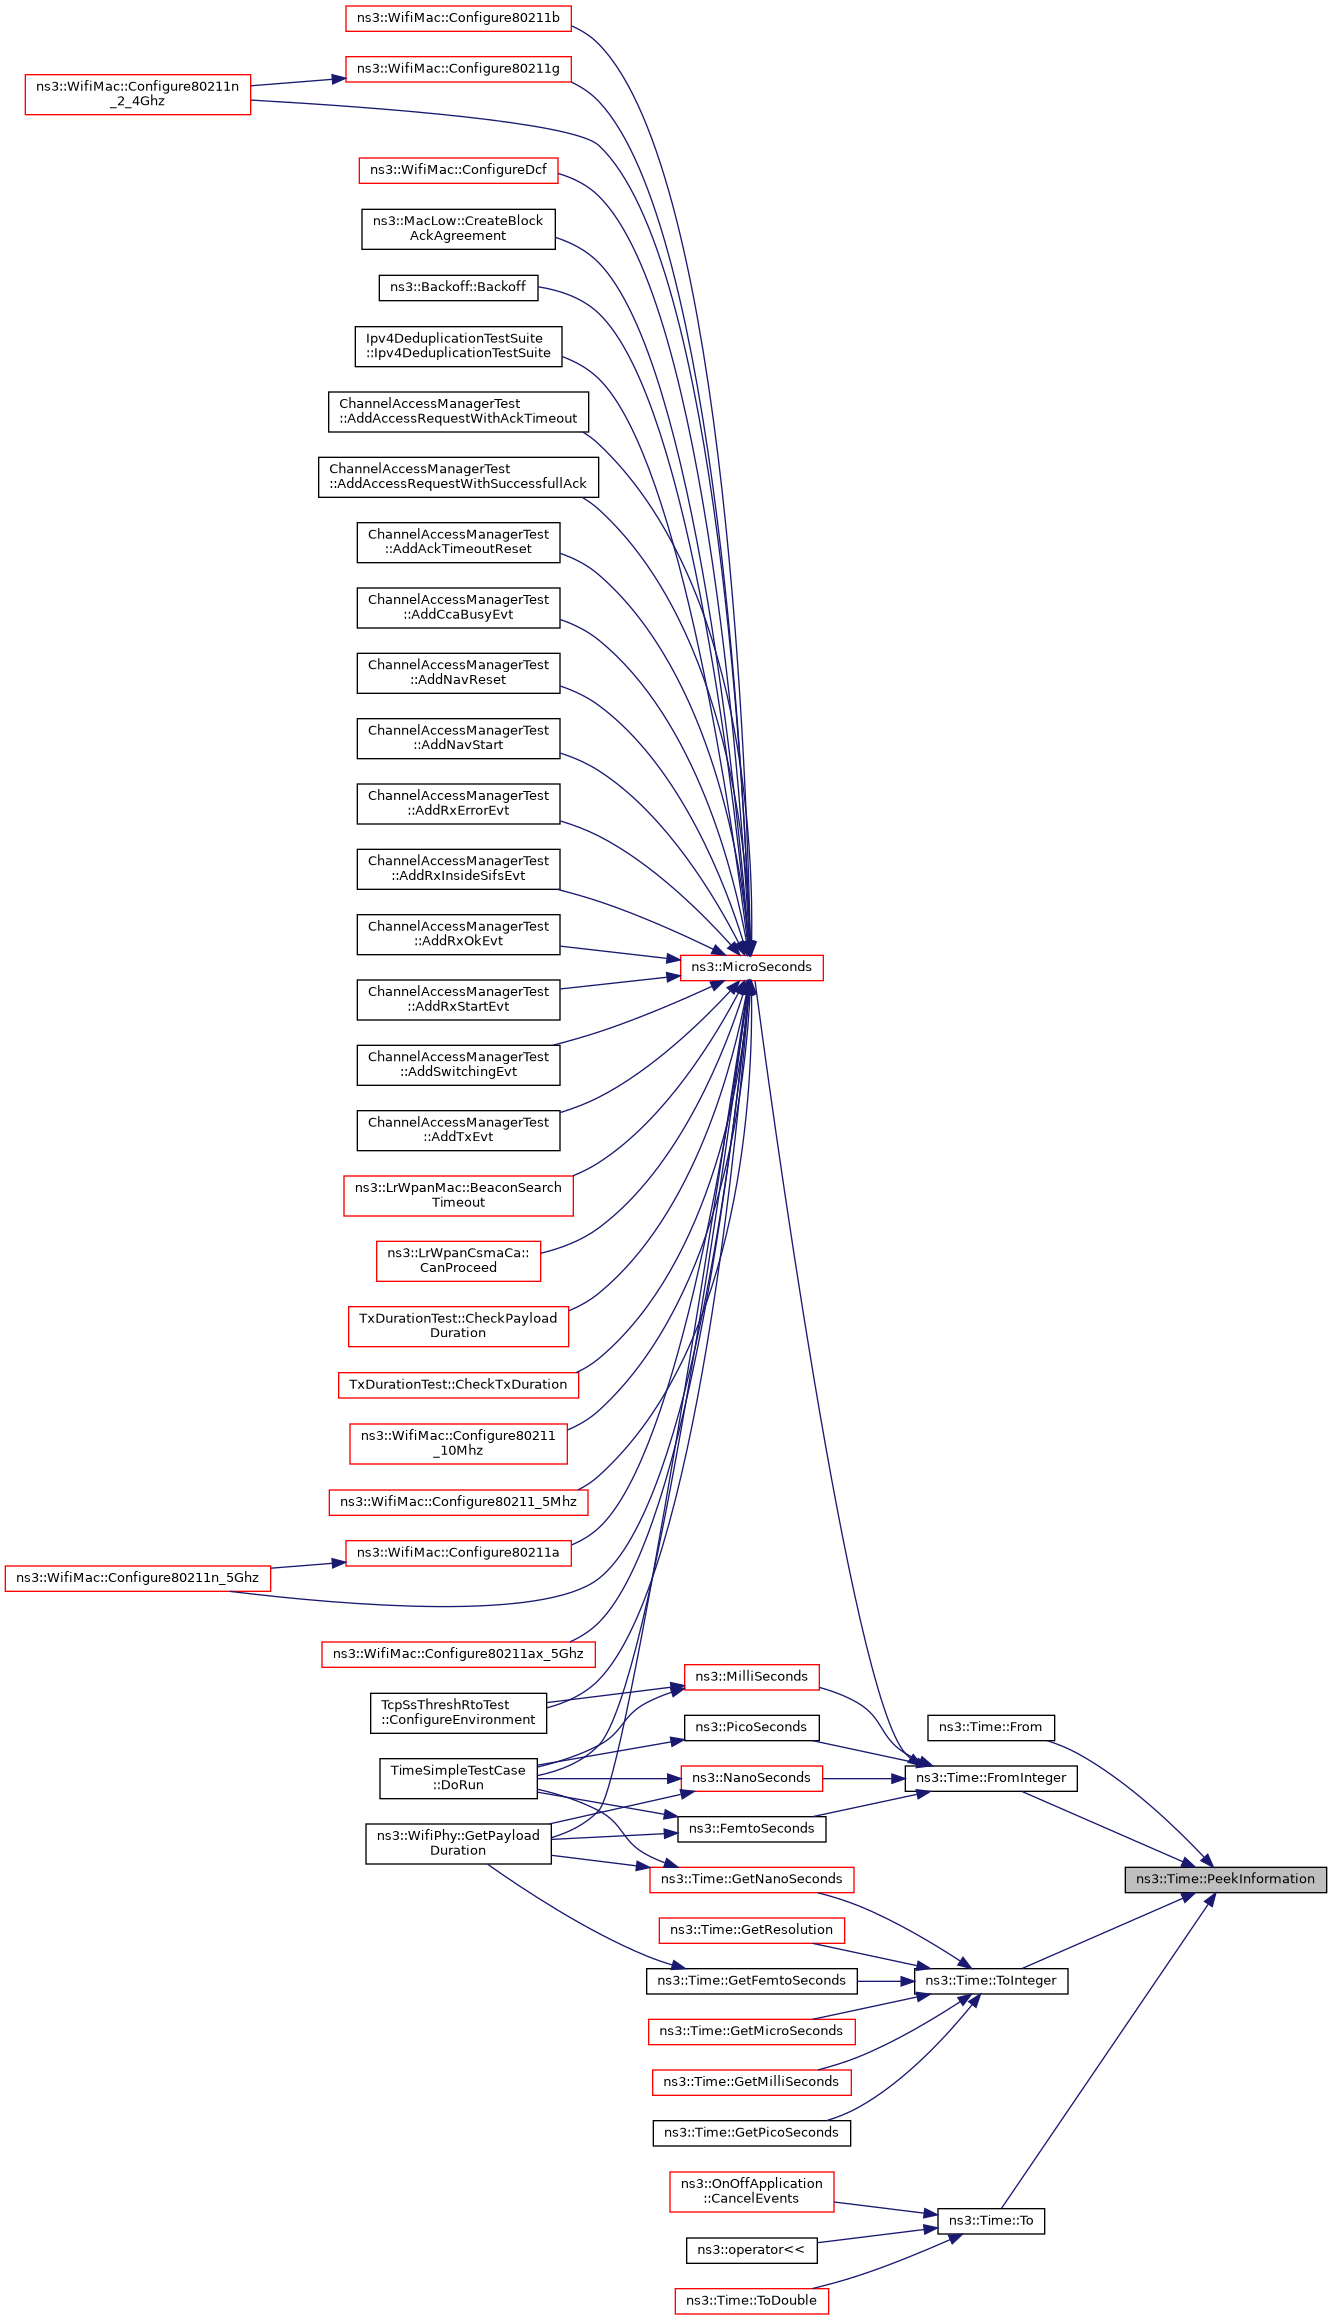 ns3::WifiMac::Configure80211b
ns3::WifiMac::Configure80211g
ns3::WifiMac::Configure80211n
_2_4Ghz
ns3::WifiMac::ConfigureDcf
ns3::MacLow::CreateBlock
AckAgreement
ns3::Backoff::Backoff
Ipv4DeduplicationTestSuite
::Ipv4DeduplicationTestSuite
ChannelAccessManagerTest
::AddAccessRequestWithAckTimeout
ChannelAccessManagerTest
::AddAccessRequestWithSuccessfullAck
ChannelAccessManagerTest
::AddAckTimeoutReset
ChannelAccessManagerTest
::AddCcaBusyEvt
ChannelAccessManagerTest
::AddNavReset
ChannelAccessManagerTest
::AddNavStart
ChannelAccessManagerTest
::AddRxErrorEvt
ChannelAccessManagerTest
::AddRxInsideSifsEvt
ChannelAccessManagerTest
::AddRxOkEvt
ns3::MicroSeconds
ChannelAccessManagerTest
::AddRxStartEvt
ChannelAccessManagerTest
::AddSwitchingEvt
ChannelAccessManagerTest
::AddTxEvt
ns3::LrWpanMac::BeaconSearch
Timeout
ns3::LrWpanCsmaCa::
CanProceed
TxDurationTest::CheckPayload
Duration
TxDurationTest::CheckTxDuration
ns3::WifiMac::Configure80211
_10Mhz
ns3::WifiMac::Configure80211_5Mhz
ns3::WifiMac::Configure80211a
ns3::WifiMac::Configure80211n_5Ghz
ns3::WifiMac::Configure80211ax_5Ghz
ns3::MilliSeconds
TcpSsThreshRtoTest
::ConfigureEnvironment
ns3::PicoSeconds
ns3::Time::From
TimeSimpleTestCase
::DoRun
ns3::NanoSeconds
ns3::Time::FromInteger
ns3::FemtoSeconds
ns3::WifiPhy::GetPayload
Duration
ns3::Time::GetNanoSeconds
ns3::Time::PeekInformation
ns3::Time::GetResolution
ns3::Time::GetFemtoSeconds
ns3::Time::ToInteger
ns3::Time::GetMicroSeconds
ns3::Time::GetMilliSeconds
ns3::Time::GetPicoSeconds
ns3::OnOffApplication
::CancelEvents
ns3::Time::To
ns3::operator<<
ns3::Time::ToDouble